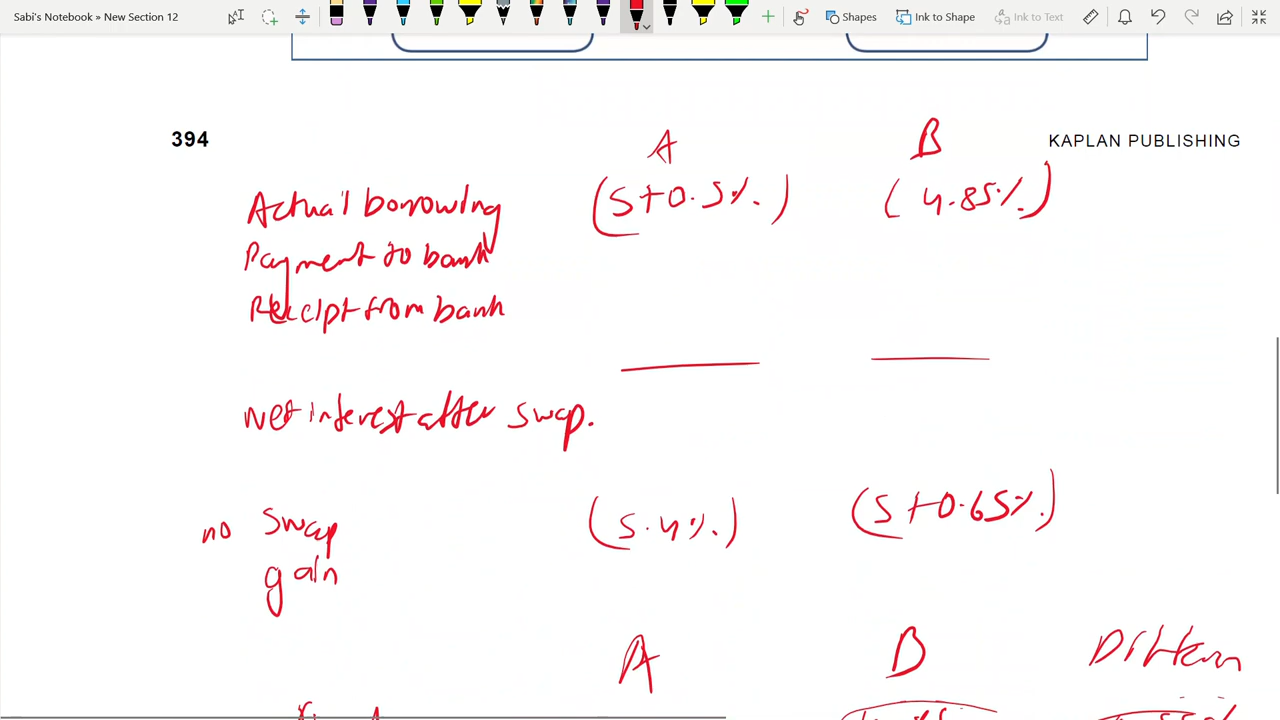 Sabi's Notebook » New Section 12
Shapes
Ink to Shape
Ink to Text
394
KAPLAN PUBLISHING
A B
Actual borrowing (S+0.5%.) (4.85%.)
Payment to bank
Receipt from bank
Net interest after swap.
no swap (5.4%.) (S+0.65%.)
gain
A B